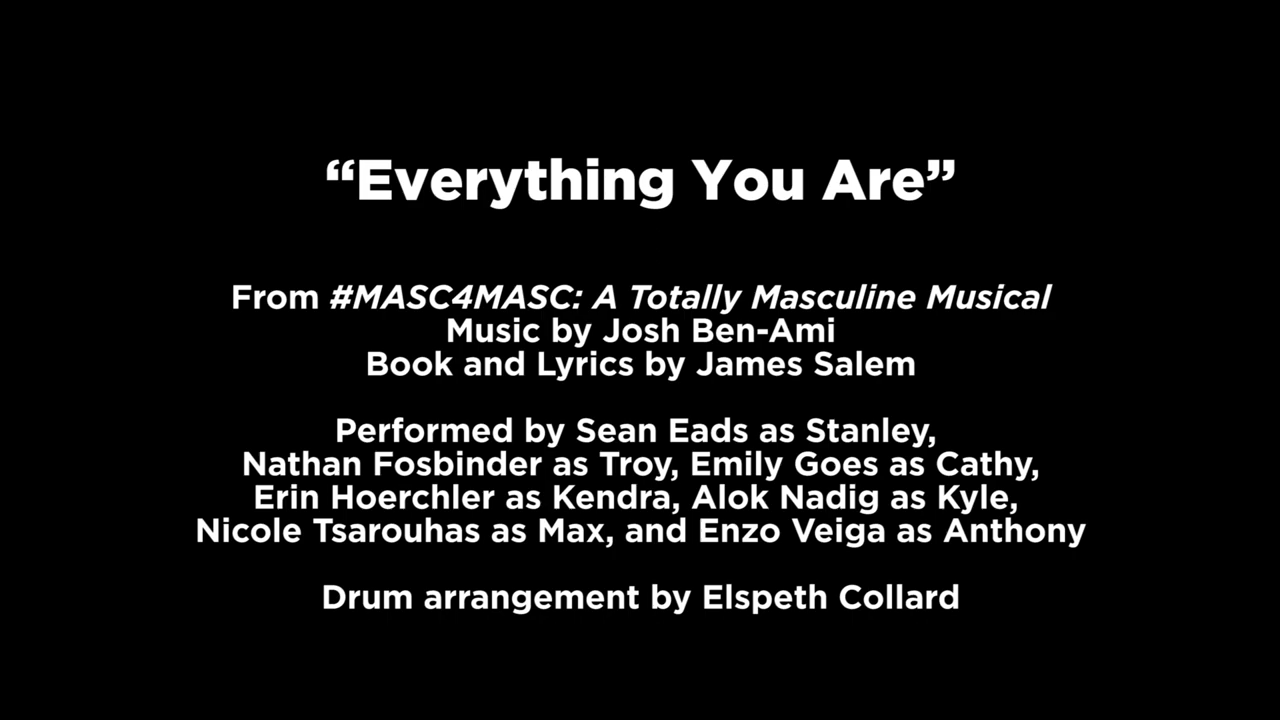 “Everything You Are”
From #MASC4MASC: A Totally Masculine Musical
Music by Josh Ben-Ami
Book and Lyrics by James Salem
Performed by Sean Eads as Stanley,
Nathan Fosbinder as Troy, Emily Goes as Cathy,
Erin Hoerchler as Kendra, Alok Nadig as Kyle,
Nicole Tsarouhas as Max, and Enzo Veiga as Anthony
Drum arrangement by Elspeth Collard